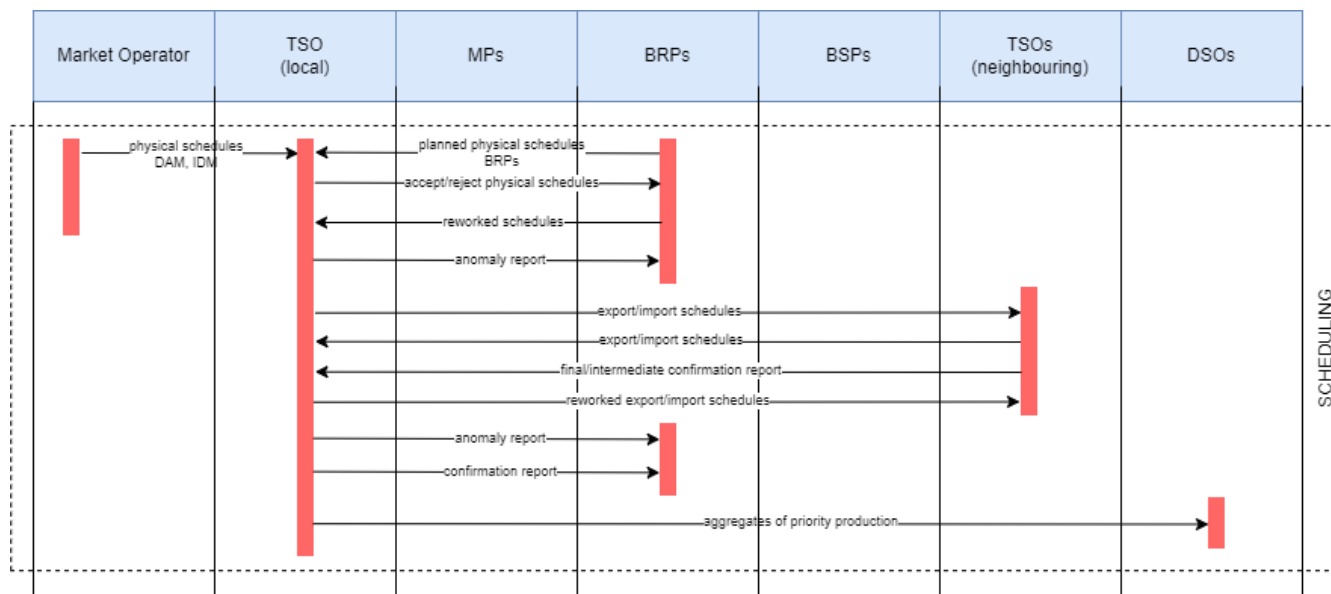 Market Operator
TSO
(local)
MPs
BRPs
BSPs
TSOs
(neighbouring)
DSOs
physical schedules
DAM, IDM
planned physical schedules
BRPs
accept/reject physical schedules
reworked schedules
anomaly report
export/import schedules
export/import schedules
final/intermediate confirmation report
reworked export/import schedules
anomaly report
confirmation report
aggregates of priority production
SCHEDULING